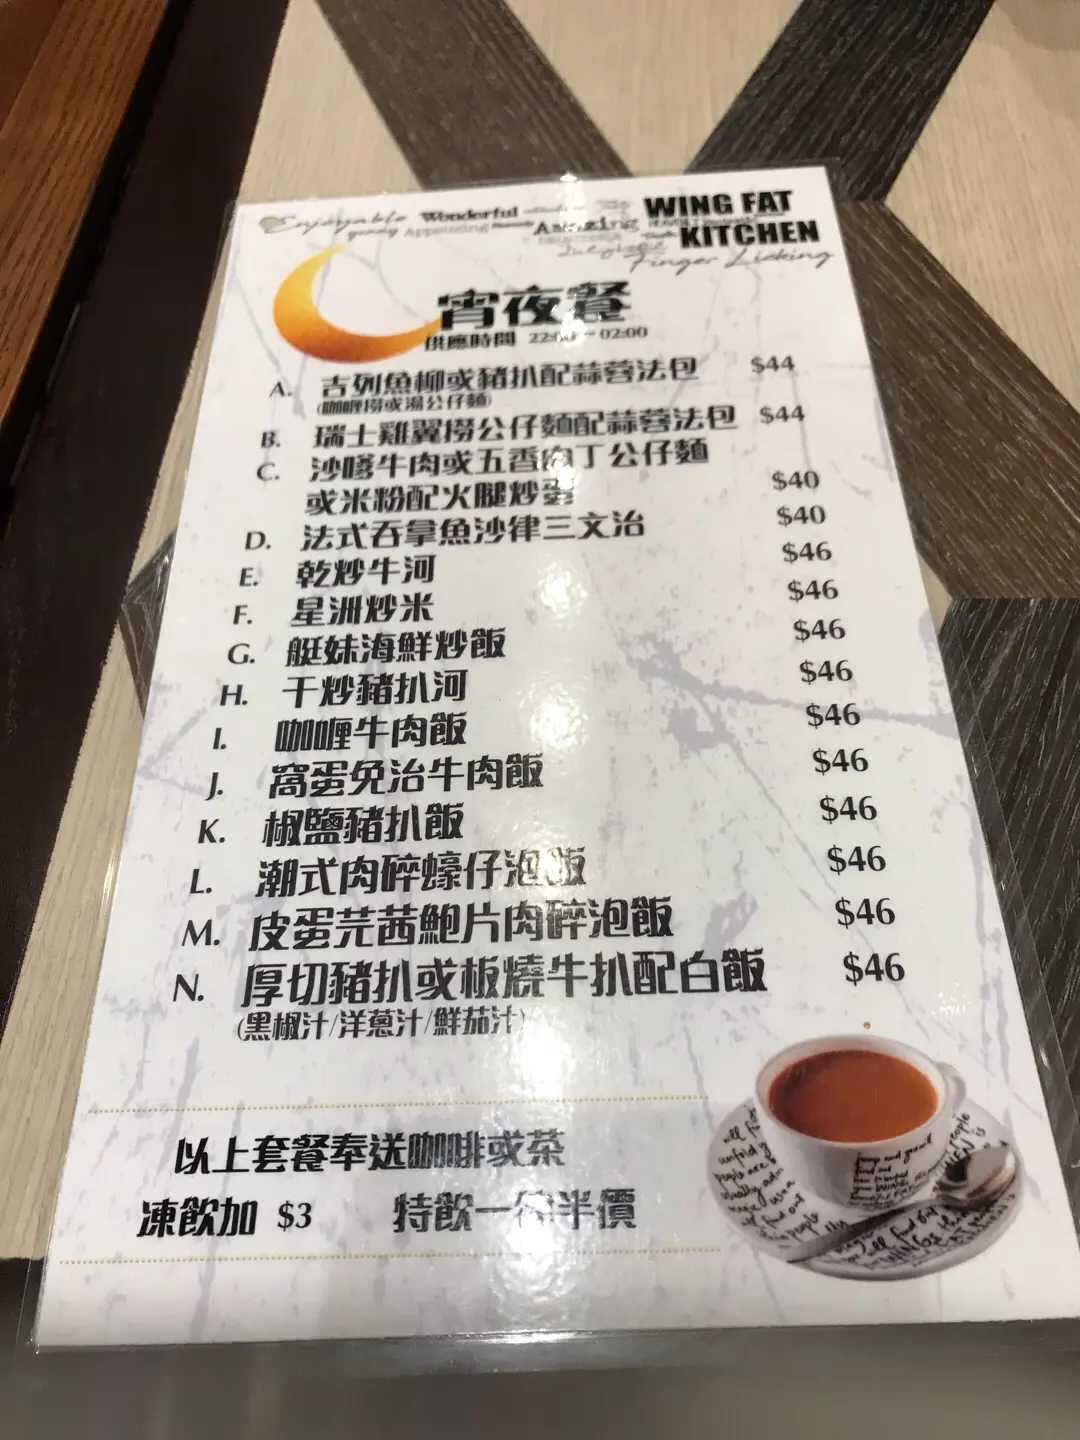 Enjoyable Wonderful
yummy Appetizing Amazing
WING FAT
KITCHEN
Delightful Finger Licking
宵夜餐
供應時間 22:00 - 02:00
A. 吉列魚柳或豬扒配蒜蓉法包 $44
(咖喱撈或湯公仔麵)
B. 瑞士雞翼撈公仔麵配蒜蓉法包 $44
C. 沙嗲牛肉或五香肉丁公仔麵
或米粉配火腿炒蛋 $40
D. 法式吞拿魚沙律三文治 $40
E. 乾炒牛河 $46
F. 星洲炒米 $46
G. 艇妹海鮮炒飯 $46
H. 干炒豬扒河 $46
I. 咖喱牛肉飯 $46
J. 窩蛋免治牛肉飯 $46
K. 椒鹽豬扒飯 $46
L. 潮式肉碎蠔仔泡飯 $46
M. 皮蛋芫茜鮑片肉碎泡飯 $46
N. 厚切豬扒或板燒牛扒配白飯 $46
(黑椒汁/洋蔥汁/鮮茄汁)
以上套餐奉送咖啡或茶
凍飲加 $3 特飲一律半價